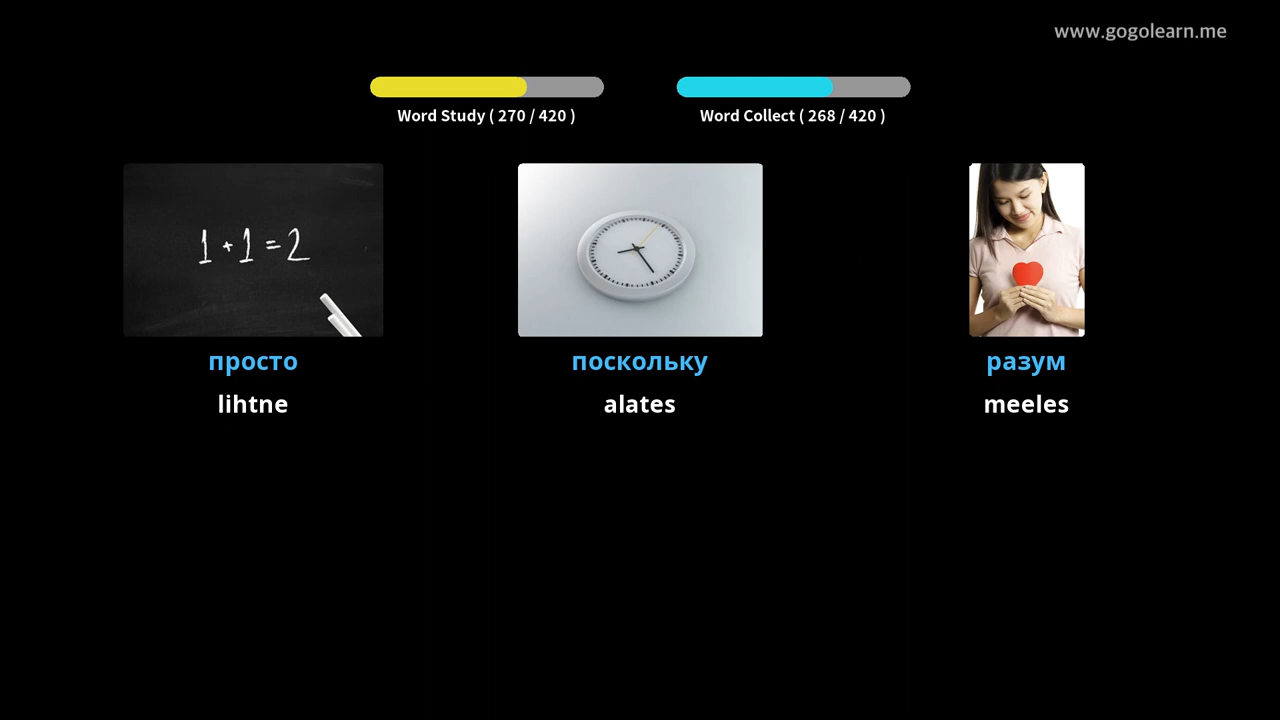 www.gogolearn.me
Word Study ( 270 / 420 )
Word Collect ( 268 / 420 )
1 + 1 = 2
просто
поскольку
разум
lihtne
alates
meeles